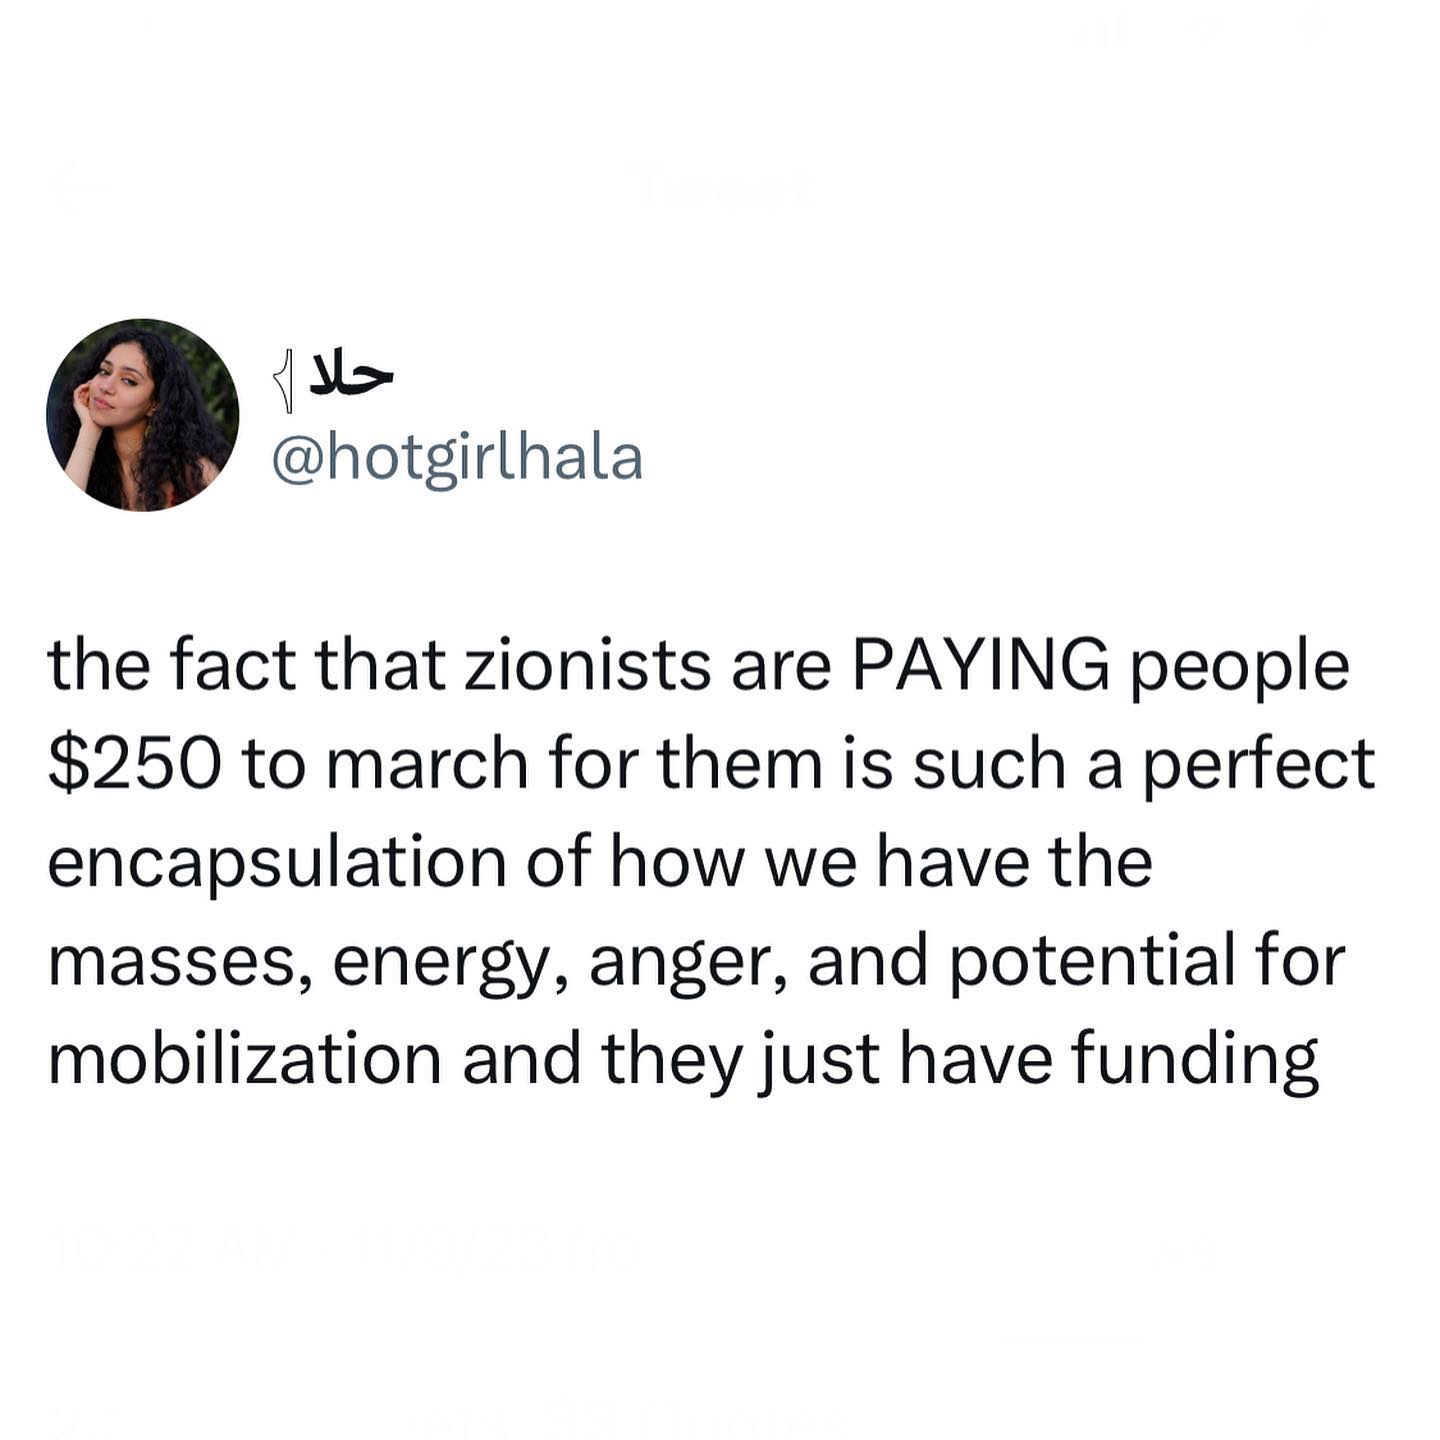 حلا
@hotgirlhala
the fact that zionists are PAYING people
$250 to march for them is such a perfect
encapsulation of how we have the
masses, energy, anger, and potential for
mobilization and they just have funding